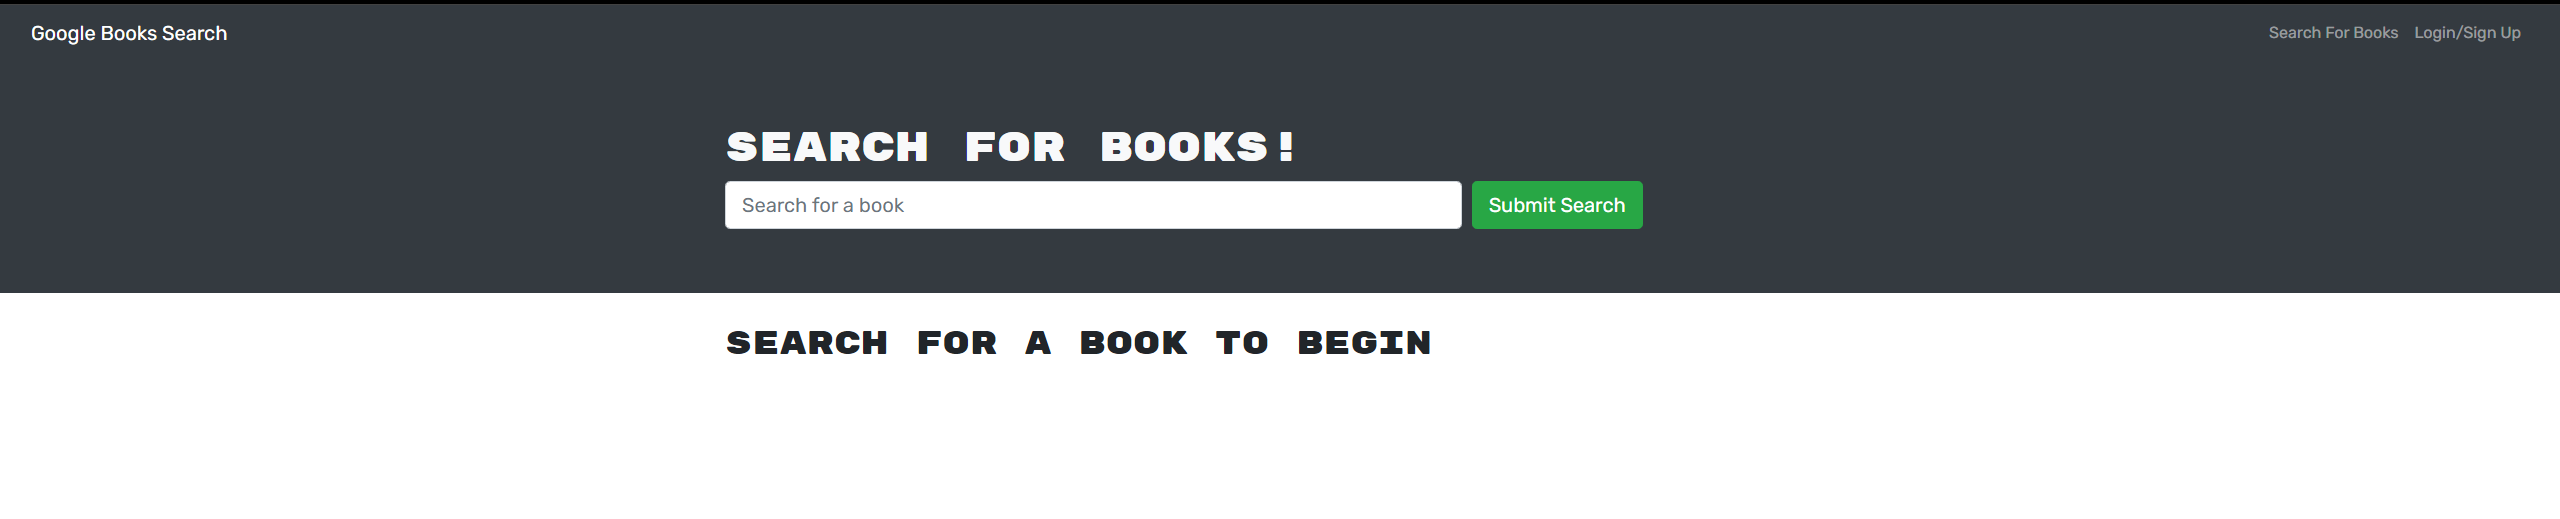 Google Books Search
Search For Books
Login/Sign Up
SEARCH FOR BOOKS!
Search for a book
Submit Search
SEARCH FOR A BOOK TO BEGIN